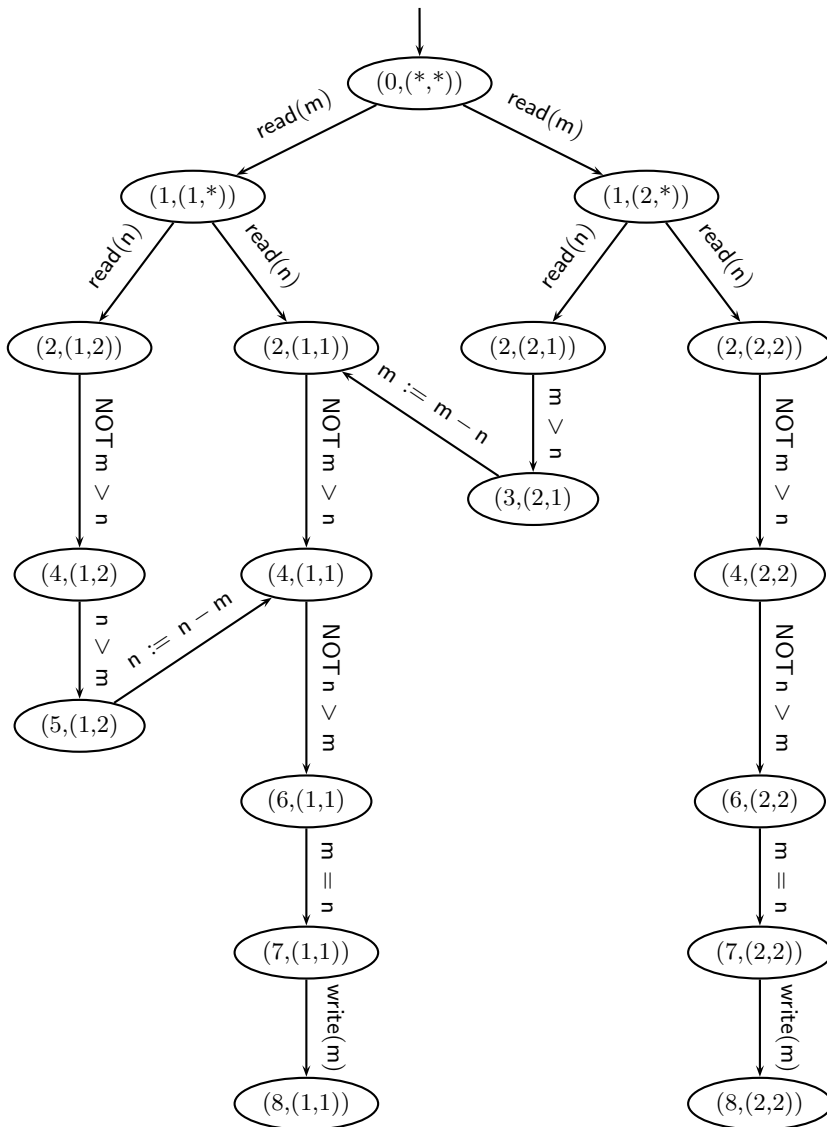 (0,(*,*))
read(m)
read(m)
(1,(1,*))
(1,(2,*))
read(n)
read(n)
read(n)
read(n)
(2,(1,2))
(2,(1,1))
(2,(2,1))
(2,(2,2))
NOT m > n
NOT m > n
m := m − n
m > n
NOT m > n
(3,(2,1)
(4,(1,2)
(4,(1,1)
(4,(2,2)
n > m
n := n − m
NOT n > m
NOT n > m
(5,(1,2)
(6,(1,1)
(6,(2,2)
m = n
m = n
(7,(1,1))
(7,(2,2))
write(m)
write(m)
(8,(1,1))
(8,(2,2))